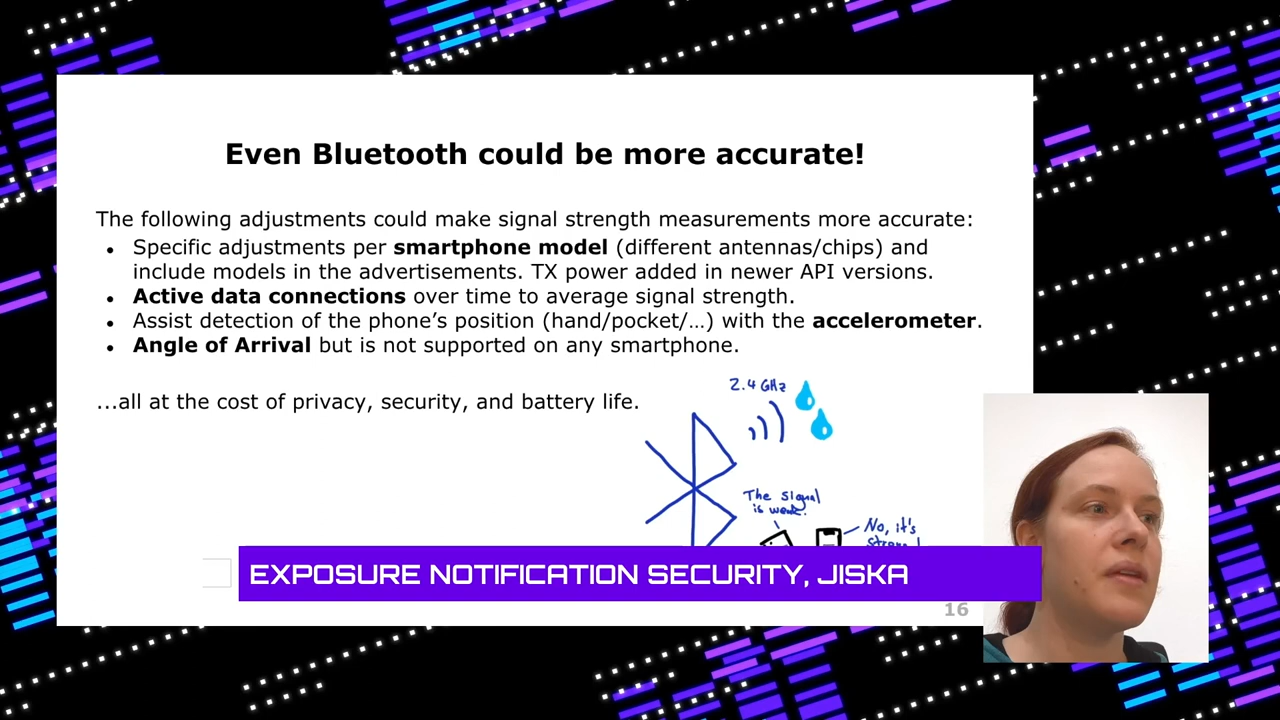 Even Bluetooth could be more accurate!
The following adjustments could make signal strength measurements more accurate:
• Specific adjustments per smartphone model (different antennas/chips) and
include models in the advertisements. TX power added in newer API versions.
• Active data connections over time to average signal strength.
• Assist detection of the phone’s position (hand/pocket/…) with the accelerometer.
• Angle of Arrival but is not supported on any smartphone.
…all at the cost of privacy, security, and battery life.
2.4 GHz
The signal
is weak.
No, it's
EXPOSURE NOTIFICATION SECURITY, JISKA
16